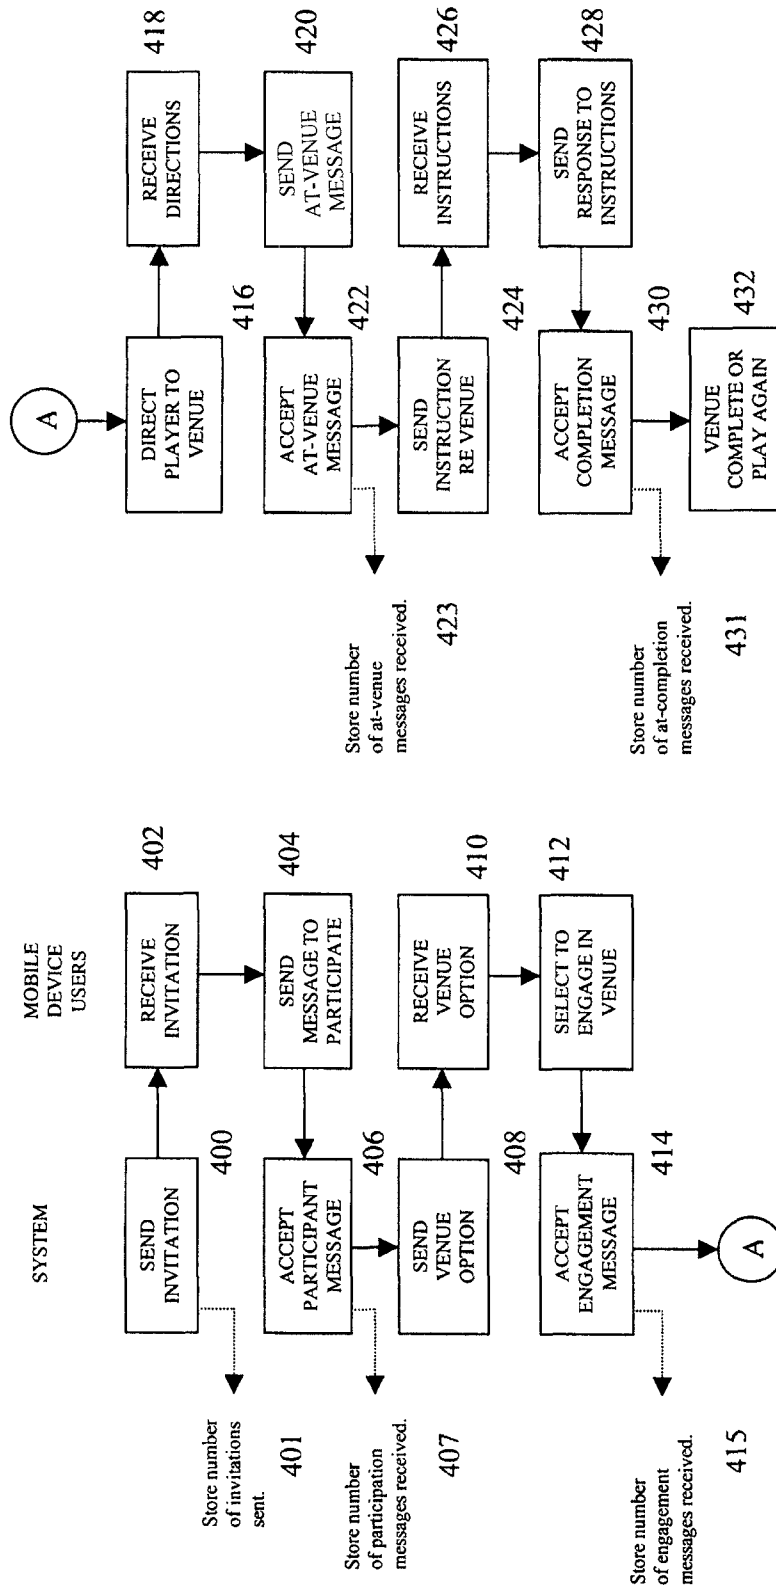 SYSTEM
MOBILE
DEVICE
USERS
SEND
INVITATION
400
RECEIVE
INVITATION
402
Store number
of invitations
sent.
401
SEND
MESSAGE TO
PARTICIPATE
404
ACCEPT
PARTICIPANT
MESSAGE
406
Store number
of participation
messages received.
407
SEND
VENUE
OPTION
408
RECEIVE
VENUE
OPTION
410
SELECT TO
ENGAGE IN
VENUE
412
ACCEPT
ENGAGEMENT
MESSAGE
414
Store number
of engagement
messages received.
415
A
A
DIRECT
PLAYER TO
VENUE
416
RECEIVE
DIRECTIONS
418
SEND
AT-VENUE
MESSAGE
420
ACCEPT
AT-VENUE
MESSAGE
422
Store number
of at-venue
messages received.
423
SEND
INSTRUCTION
RE VENUE
424
RECEIVE
INSTRUCTIONS
426
SEND
RESPONSE TO
INSTRUCTIONS
428
ACCEPT
COMPLETION
MESSAGE
430
Store number
of at-completion
messages received.
431
VENUE
COMPLETE OR
PLAY AGAIN
432